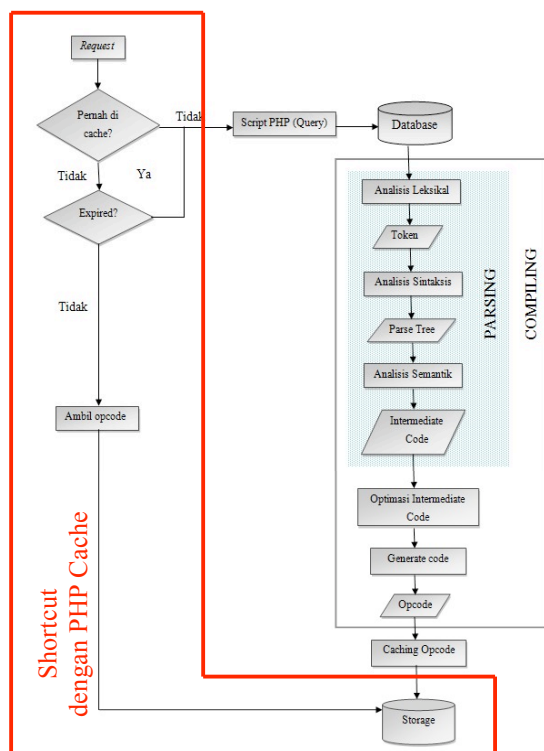 Request
Pernah di
cache?
Tidak
Script PHP (Query)
Database
Tidak
Ya
Expired?
Tidak
Ambil opcode
Shortcut
dengan PHP Cache
Analisis Leksikal
Token
Analisis Sintaksis
Parse Tree
Analisis Semantik
Intermediate
Code
PARSING
COMPILING
Optimasi Intermediate
Code
Generate code
Opcode
Caching Opcode
Storage